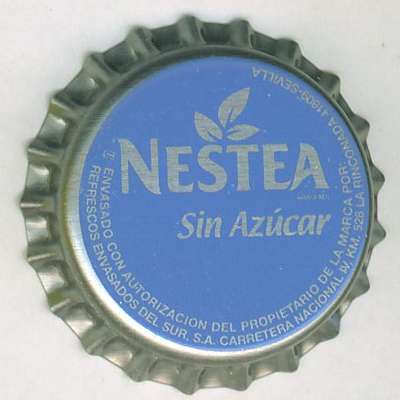 NESTEA
Sin Azúcar
ENVASADO CON AUTORIZACION DEL PROPIETARIO DE LA MARCA POR:
REFRESCOS ENVASADOS DEL SUR, S.A. CARRETERA NACIONAL IV, KM. 528 LA RINCONADA-41309-SEVILLA